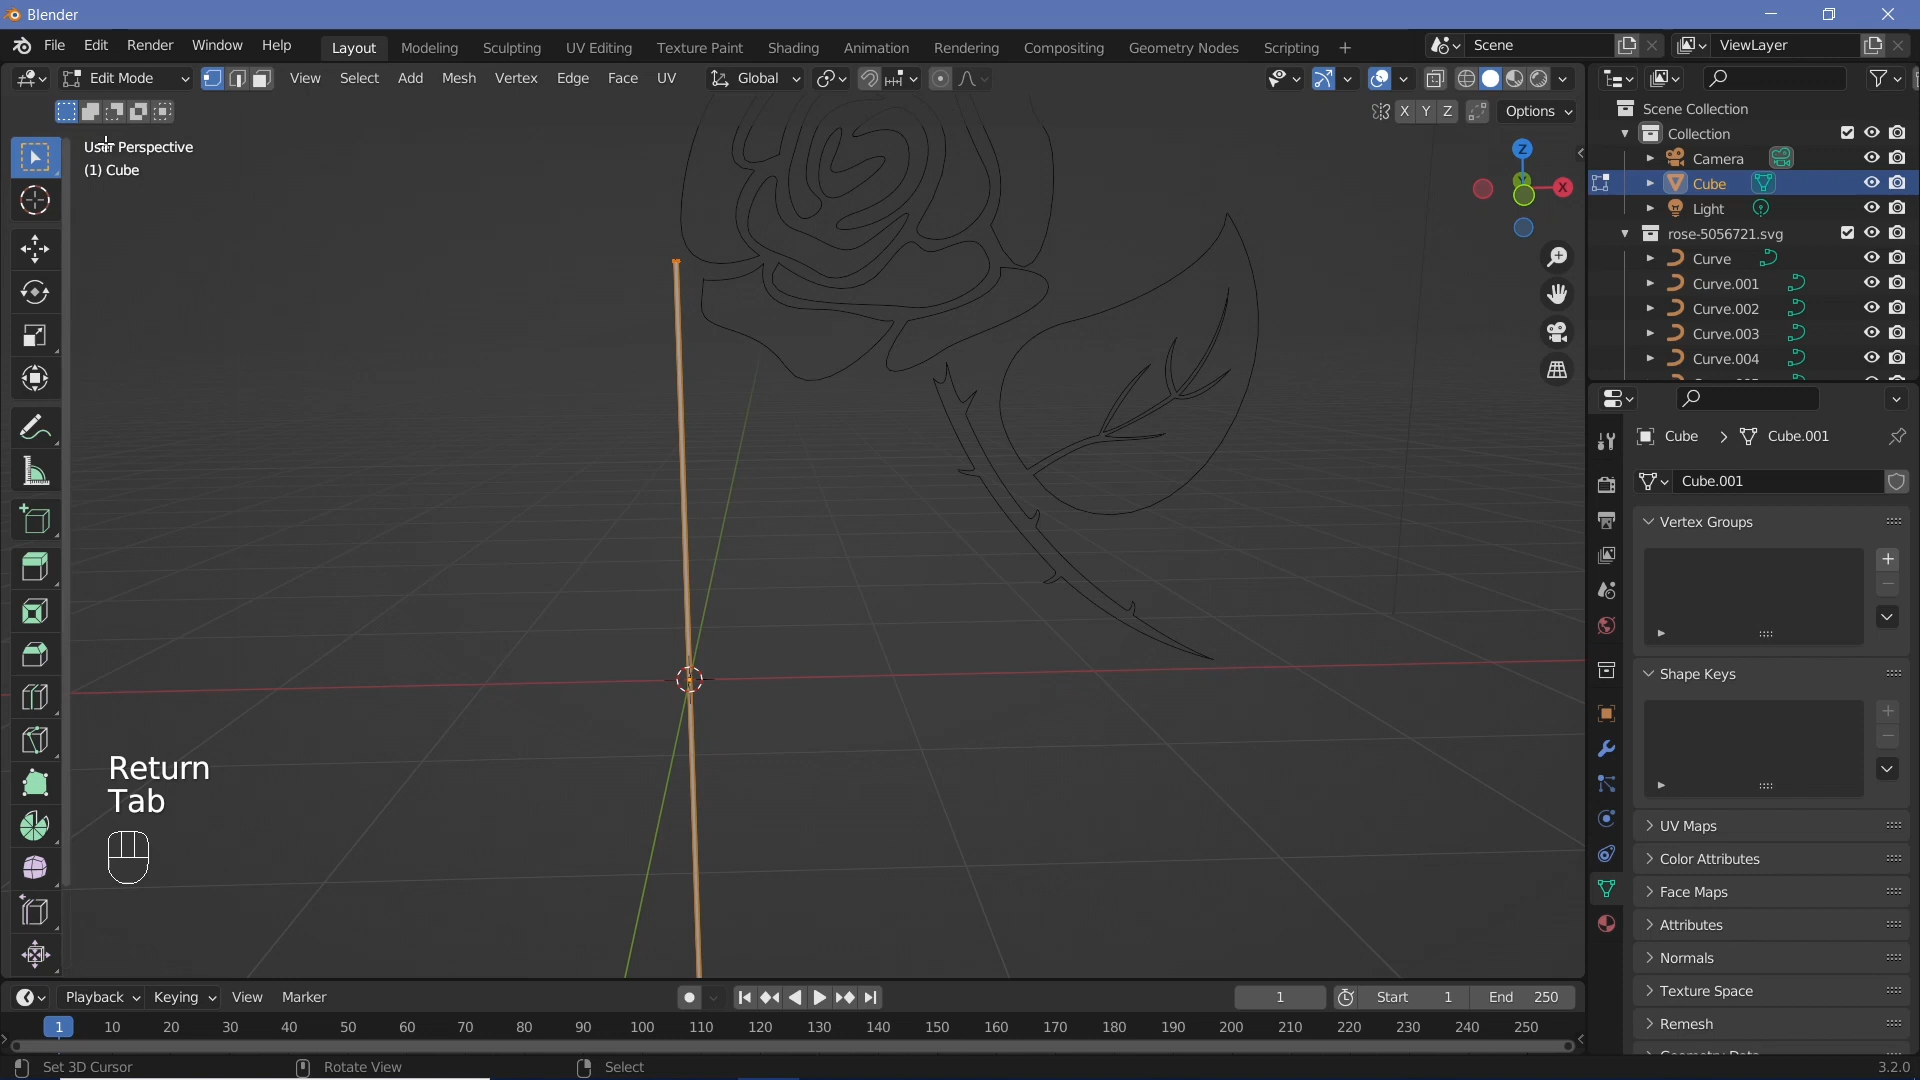 Blender
File Edit Render Window Help Layout Modeling Sculpting UV Editing Texture Paint Shading Animation Rendering Compositing Geometry Nodes Scripting + Scene ViewLayer
Edit Mode View Select Add Mesh Vertex Edge Face UV Global
X Y Z Options
User Perspective
(1) Cube
Z
X
Scene Collection
Collection
Camera
Cube
Light
rose-5056721.svg
Curve
Curve.001
Curve.002
Curve.003
Curve.004
Cube > Cube.001
Cube.001
Vertex Groups
Shape Keys
UV Maps
Color Attributes
Face Maps
Attributes
Normals
Texture Space
Remesh
Return
Tab
Playback Keying View Marker 1 Start 1 End 250
1 10 20 30 40 50 60 70 80 90 100 110 120 130 140 150 160 170 180 190 200 210 220 230 240 250
Set 3D Cursor Rotate View Select 3.2.0